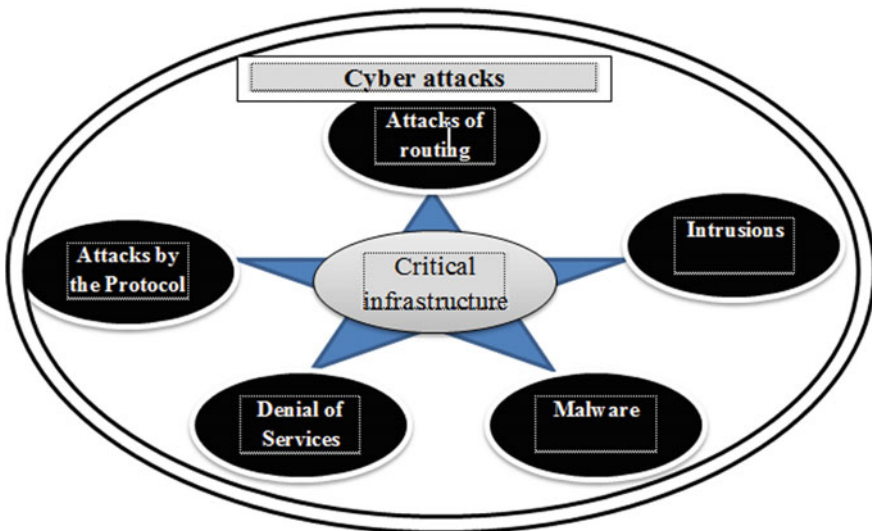 Cyber attacks
Attacks of
routing
Intrusions
Attacks by
the Protocol
Critical
infrastructure
Denial of
Services
Malware